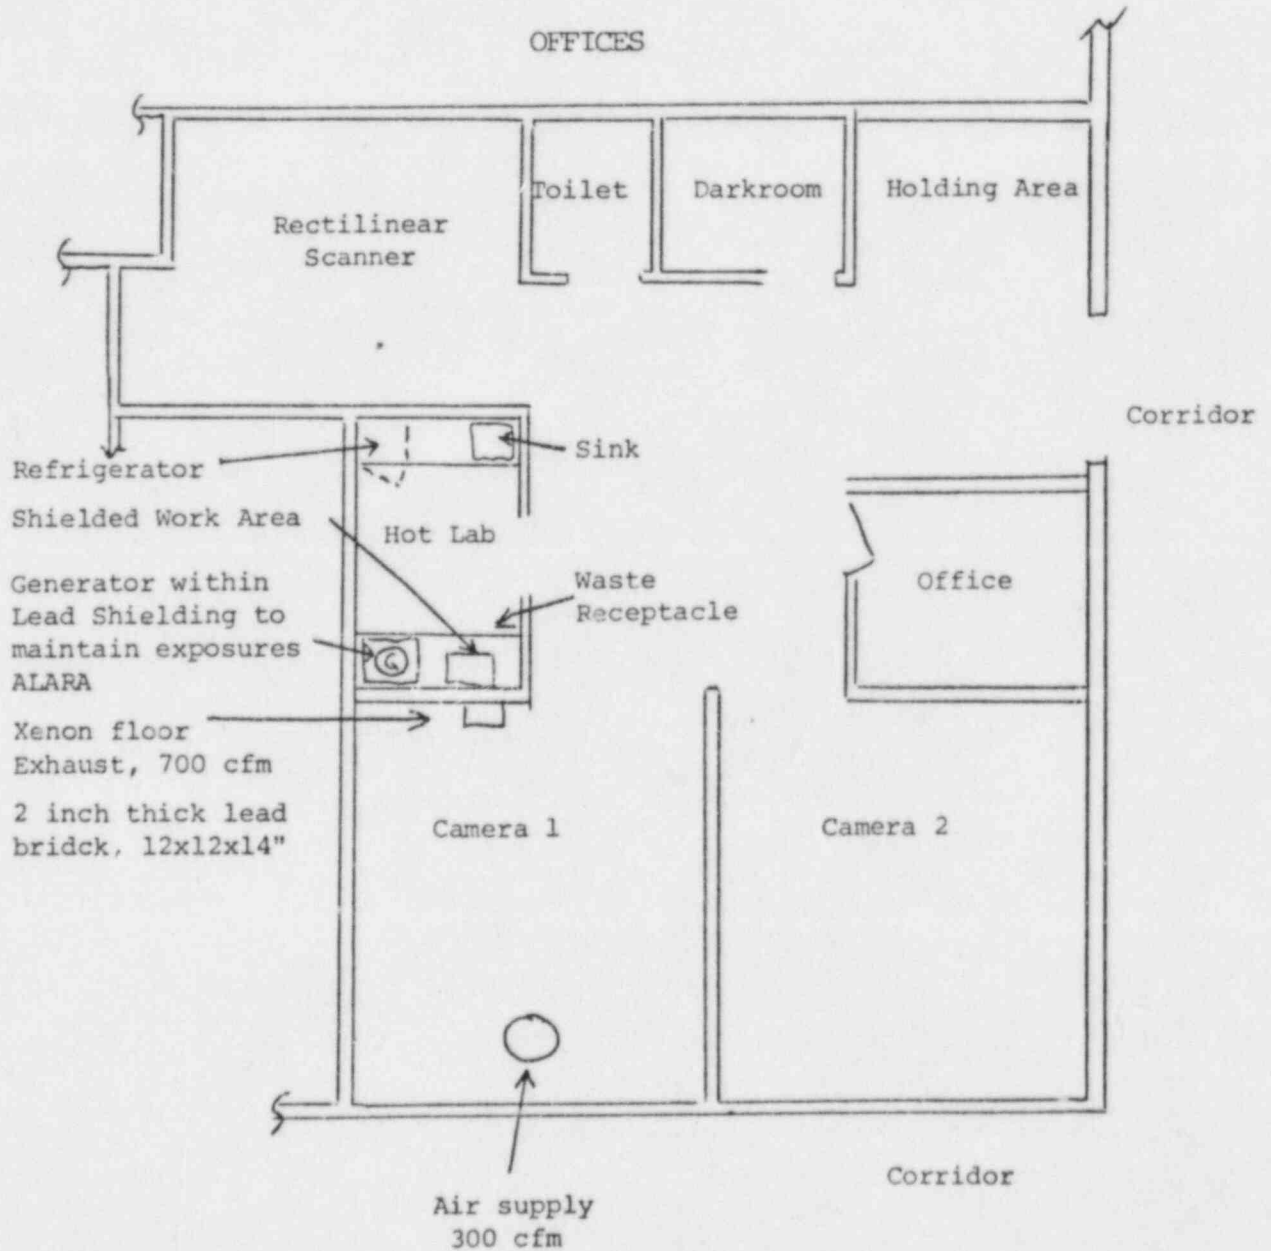 OFFICES
Toilet
Darkroom
Holding Area
Rectilinear
Scanner
Corridor
Refrigerator
Sink
Shielded Work Area
Hot Lab
Generator within
Lead Shielding to
maintain exposures
ALARA
Waste
Receptacle
Office
Xenon floor
Exhaust, 700 cfm
2 inch thick lead
bridck, 12x12x14"
Camera 1
Camera 2
Corridor
Air supply
300 cfm